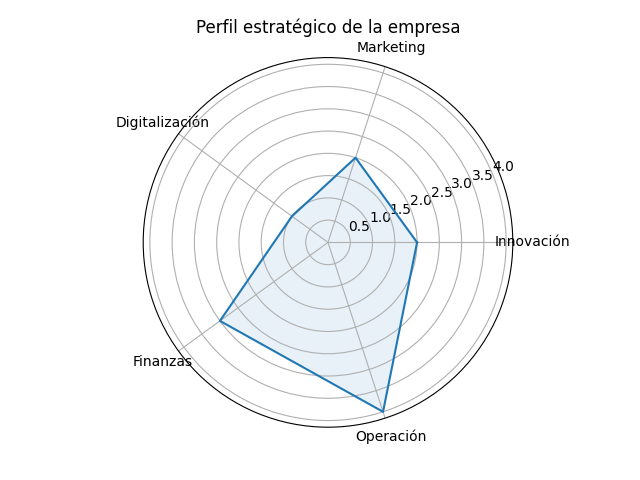 Perfil estratégico de la empresa
Marketing
Digitalización
4.0
3.5
3.0
2.5
2.0
1.5
1.0
0.5
Innovación
Finanzas
Operación